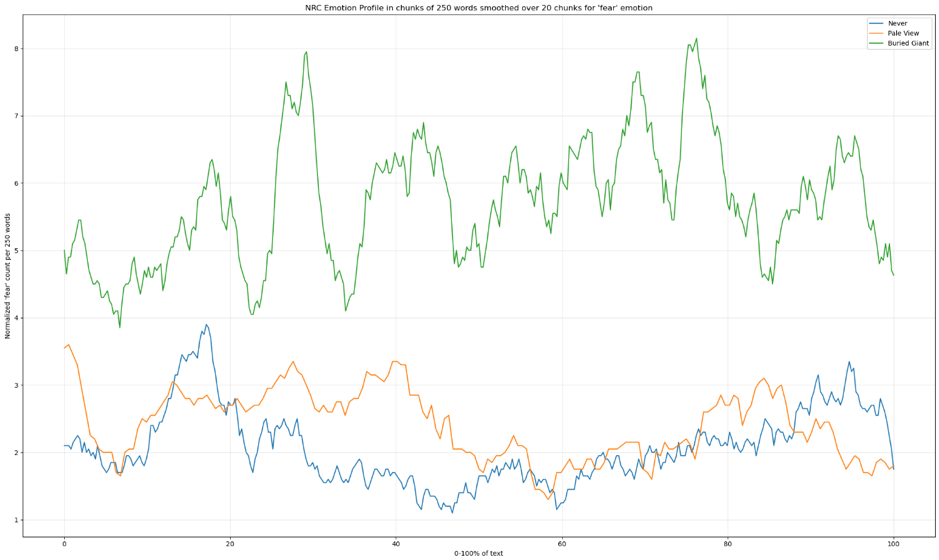 NRC Emotion Profile in chunks of 250 words smoothed over 20 chunks for 'fear' emotion
Never
Pale View
Buried Giant
8
7
6
5
4
3
2
1
Normalized 'fear' count per 250 words
0 20 40 60 80 100
0-100% of text